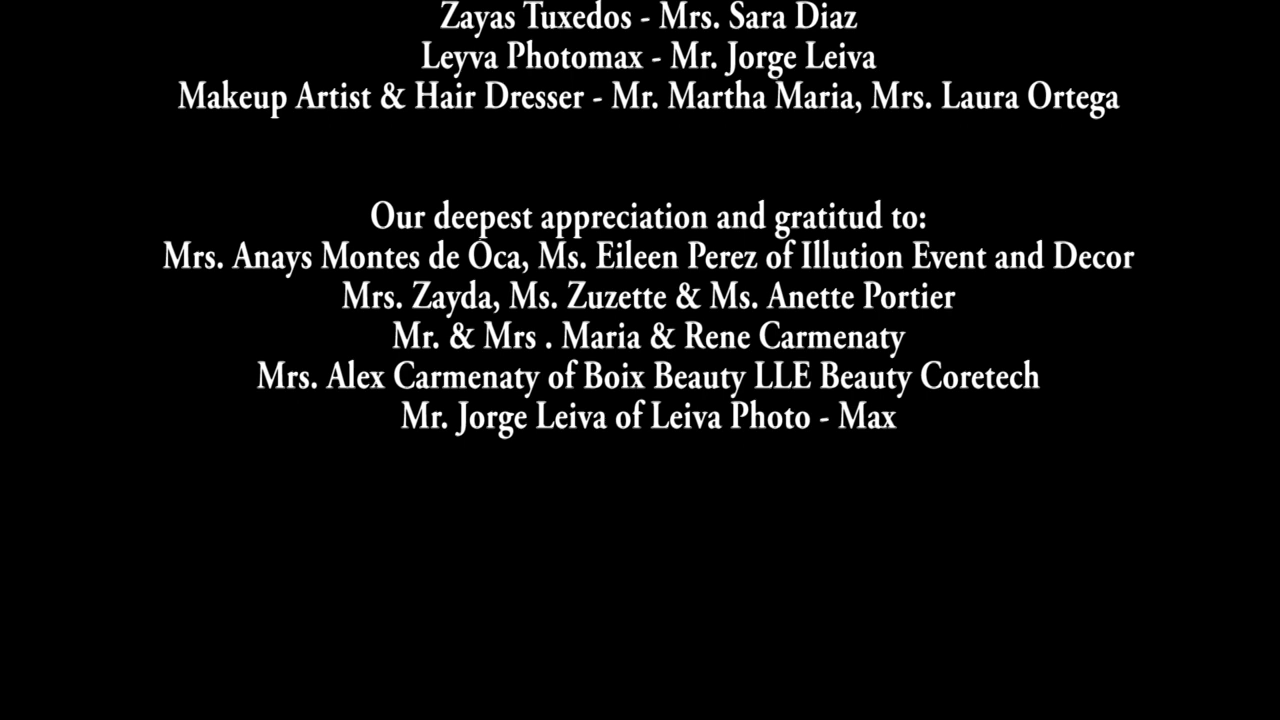 Zayas Tuxedos - Mrs. Sara Diaz
Leyva Photomax - Mr. Jorge Leiva
Makeup Artist & Hair Dresser - Mr. Martha Maria, Mrs. Laura Ortega
Our deepest appreciation and gratitud to:
Mrs. Anays Montes de Oca, Ms. Eileen Perez of Illution Event and Decor
Mrs. Zayda, Ms. Zuzette & Ms. Anette Portier
Mr. & Mrs . Maria & Rene Carmenaty
Mrs. Alex Carmenaty of Boix Beauty LLE Beauty Coretech
Mr. Jorge Leiva of Leiva Photo - Max